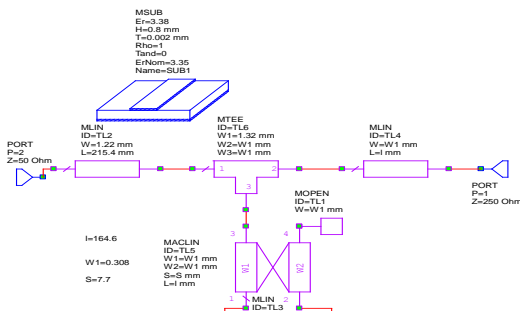 MSUB
Er=3.38
H=0.8 mm
T=0.002 mm
Rho=1
Tand=0
ErNom=3.35
Name=SUB1
PORT
P=2
Z=50 Ohm
MLIN
ID=TL2
W=1.22 mm
L=215.4 mm
MTEE
ID=TL6
W1=1.32 mm
W2=W1 mm
W3=W1 mm
1
2
3
MLIN
ID=TL4
W=W1 mm
L=l mm
PORT
P=1
Z=250 Ohm
MOPEN
ID=TL1
W=W1 mm
l=164.6
W1=0.308
S=7.7
MACLIN
ID=TL5
W1=W1 mm
W2=W1 mm
S=S mm
L=l mm
3
4
W1
W2
1
2
MLIN
ID=TL3